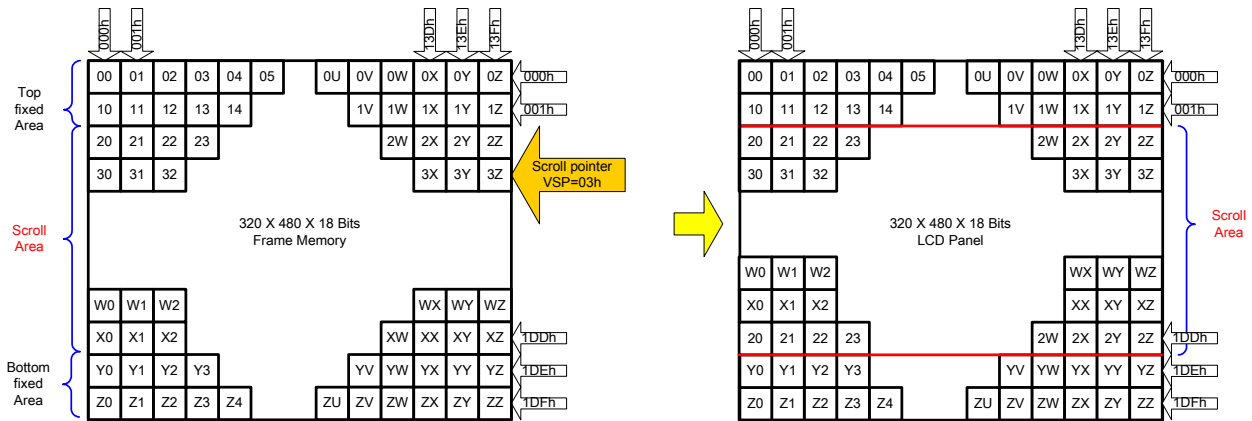 000h 001h 13Dh 13Eh 13Fh
00 01 02 03 04 05 0U 0V 0W 0X 0Y 0Z 000h
10 11 12 13 14 1V 1W 1X 1Y 1Z 001h
20 21 22 23 2W 2X 2Y 2Z
30 31 32 3X 3Y 3Z
Top
fixed
Area
Scroll pointer
VSP=03h
Scroll
Area
320 X 480 X 18 Bits
Frame Memory
W0 W1 W2 WX WY WZ
X0 X1 X2 XW XX XY XZ 1DDh
Y0 Y1 Y2 Y3 YV YW YX YY YZ 1DEh
Z0 Z1 Z2 Z3 Z4 ZU ZV ZW ZX ZY ZZ 1DFh
Bottom
fixed
Area
000h 001h 13Dh 13Eh 13Fh
00 01 02 03 04 05 0U 0V 0W 0X 0Y 0Z 000h
10 11 12 13 14 1V 1W 1X 1Y 1Z 001h
20 21 22 23 2W 2X 2Y 2Z
30 31 32 3X 3Y 3Z
320 X 480 X 18 Bits
LCD Panel
Scroll
Area
W0 W1 W2 WX WY WZ
X0 X1 X2 XX XY XZ
20 21 22 23 2W 2X 2Y 2Z 1DDh
Y0 Y1 Y2 Y3 YV YW YX YY YZ 1DEh
Z0 Z1 Z2 Z3 Z4 ZU ZV ZW ZX ZY ZZ 1DFh